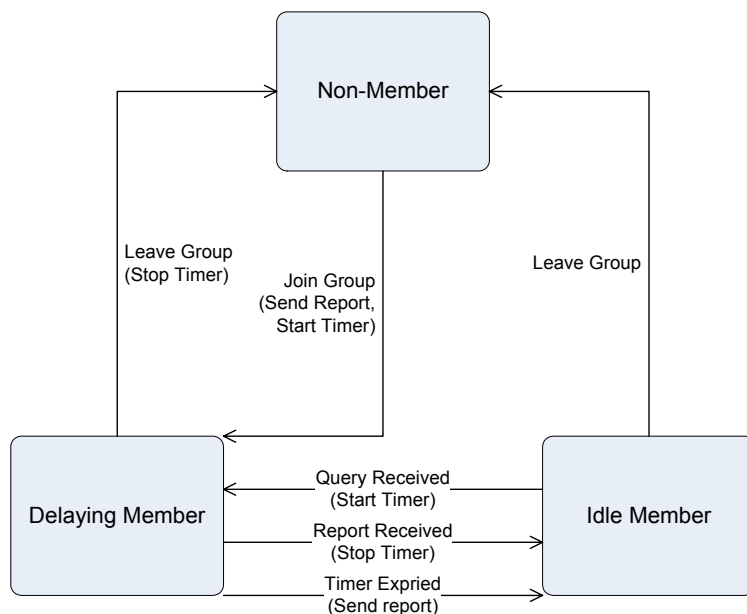 Non-Member
Leave Group
(Stop Timer)
Join Group
(Send Report,
Start Timer)
Leave Group
Delaying Member
Query Received
(Start Timer)
Report Received
(Stop Timer)
Timer Expried
(Send report)
Idle Member